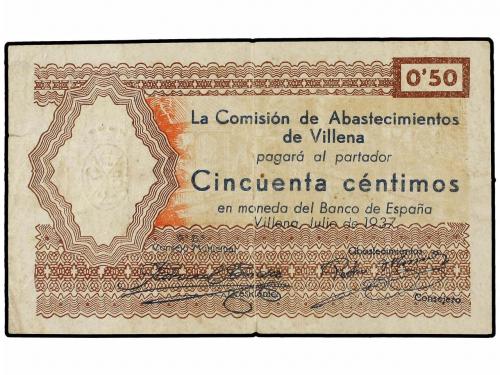 0'50
La Comisión de Abastecimientos
de Villena
pagará al portador
Cincuenta céntimos
en moneda del Banco de España
Villena, Julio de 1937
Abastecimientos
Consejero